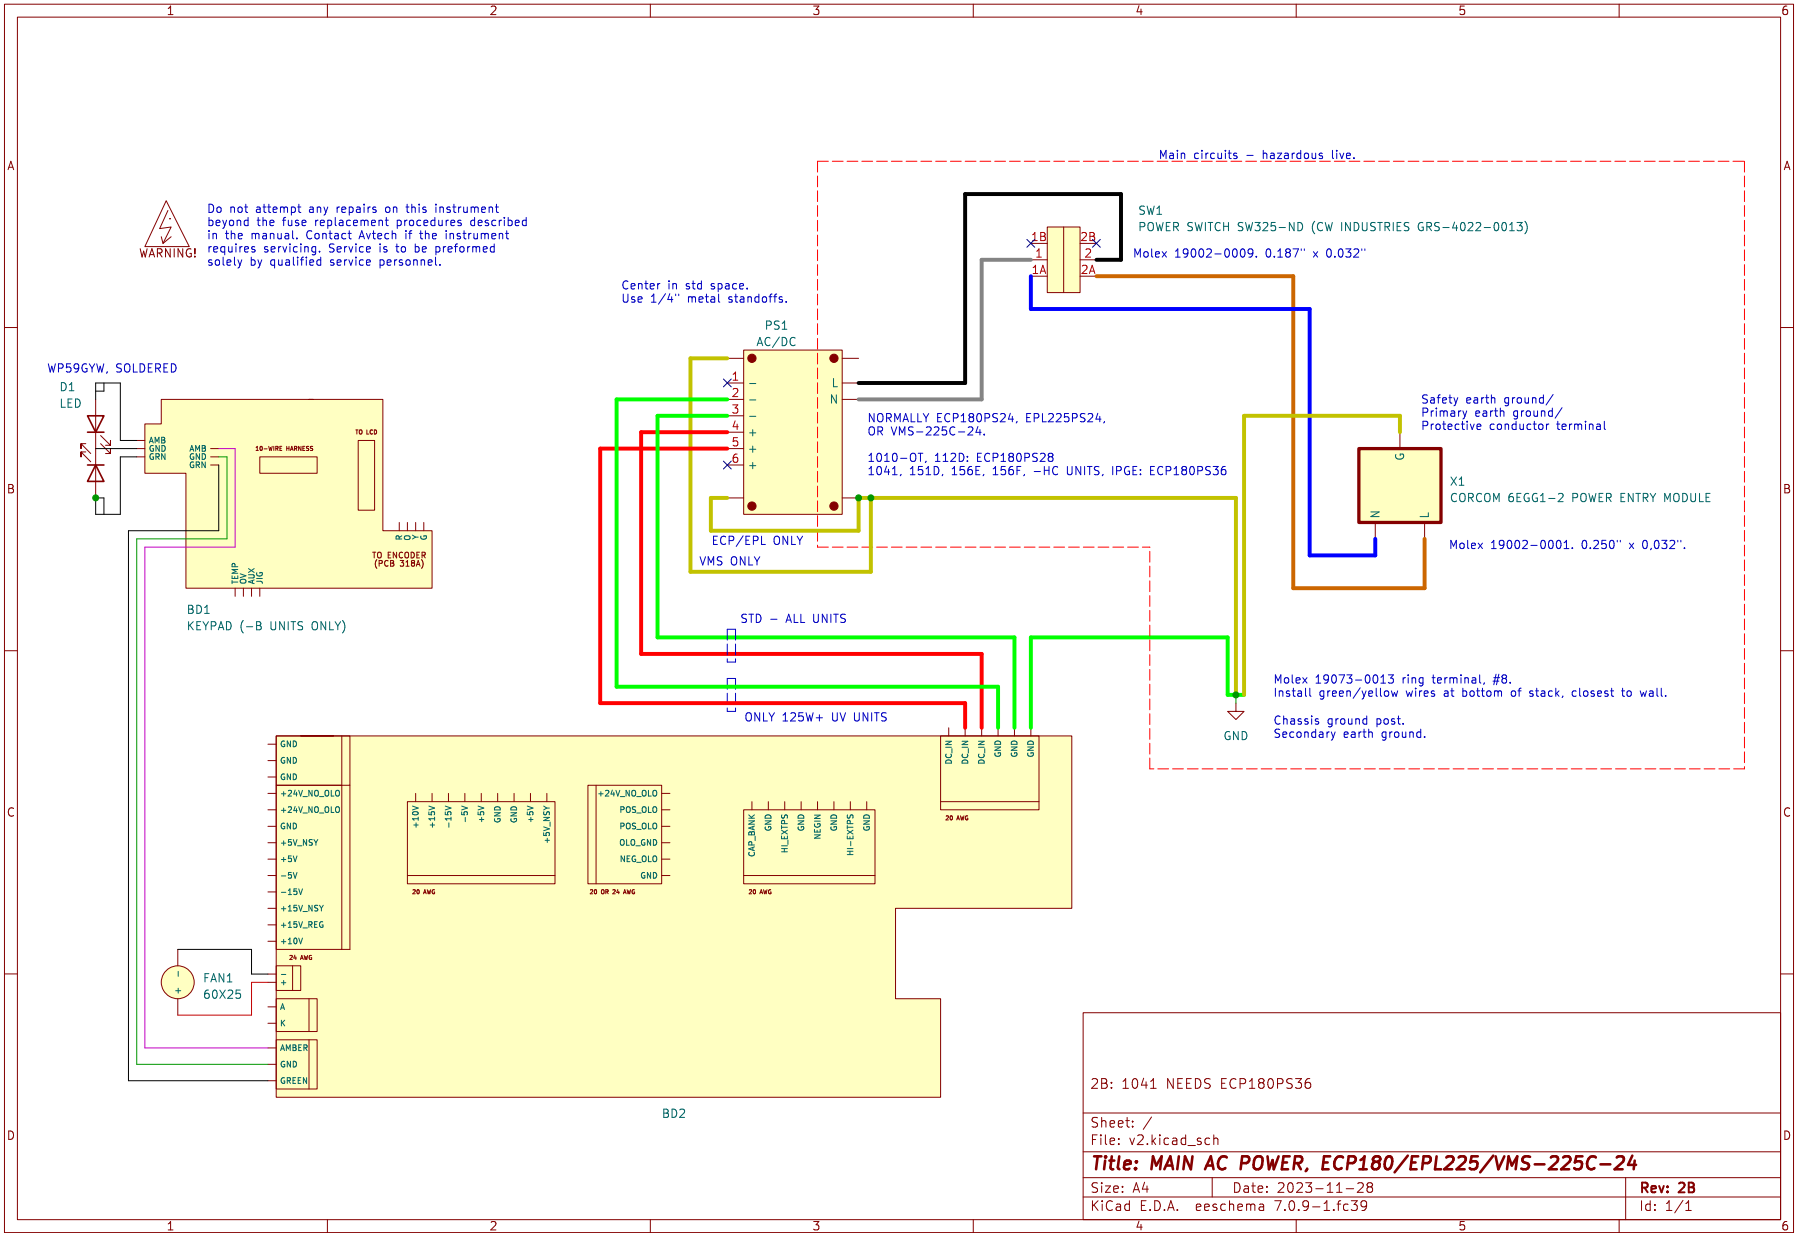 1 2 3 4 5 6
A
B
C
D
A
B
C
D
Main circuits - hazardous live.
WARNING!
Do not attempt any repairs on this instrument
beyond the fuse replacement procedures described
in the manual. Contact Avtech if the instrument
requires servicing. Service is to be preformed
solely by qualified service personnel.
SW1
POWER SWITCH SW325-ND (CW INDUSTRIES GRS-4022-0013)
Molex 19002-0009. 0.187" x 0.032"
1B
1
1A
2B
2
2A
Center in std space.
Use 1/4" metal standoffs.
PS1
AC/DC
1 -
2 -
3 -
4 +
5 +
6 +
L
N
NORMALLY ECP180PS24, EPL225PS24,
OR VMS-225C-24.
1010-OT, 112D: ECP180PS28
1041, 151D, 156E, 156F, -HC UNITS, IPGE: ECP180PS36
ECP/EPL ONLY
VMS ONLY
Safety earth ground/
Primary earth ground/
Protective conductor terminal
G
N
L
X1
CORCOM 6EGG1-2 POWER ENTRY MODULE
Molex 19002-0001. 0.250" x 0,032".
WP59GYW, SOLDERED
D1
LED
AMB
GND
GRN
AMB
GND
GRN
10-WIRE HARNESS
TO LCD
R
O
Y
G
TO ENCODER
(PCB 318A)
TEMP
OV
AUX
JIG
BD1
KEYPAD (-B UNITS ONLY)
STD - ALL UNITS
ONLY 125W+ UV UNITS
Molex 19073-0013 ring terminal, #8.
Install green/yellow wires at bottom of stack, closest to wall.
Chassis ground post.
Secondary earth ground.
GND
GND
GND
GND
+24V_NO_OLO
+24V_NO_OLO
GND
+5V_NSY
+5V
-5V
-15V
+15V_NSY
+15V_REG
+10V
24 AWG
-
+
A
K
AMBER
GND
GREEN
FAN1
60X25
-
+
+10V
+15V
-15V
-5V
+5V
GND
GND
+5V
+5V_NSY
20 AWG
+24V_NO_OLO
POS_OLO
POS_OLO
OLO_GND
NEG_OLO
GND
20 OR 24 AWG
CAP_BANK
GND
HI_EXTPS
GND
NEGIN
GND
HI-EXTPS
GND
20 AWG
DC_IN
DC_IN
DC_IN
GND
GND
GND
20 AWG
BD2
2B: 1041 NEEDS ECP180PS36
Sheet: /
File: v2.kicad_sch
Title: MAIN AC POWER, ECP180/EPL225/VMS-225C-24
Size: A4 Date: 2023-11-28 Rev: 2B
KiCad E.D.A. eeschema 7.0.9-1.fc39 Id: 1/1
1 2 3 4 5 6